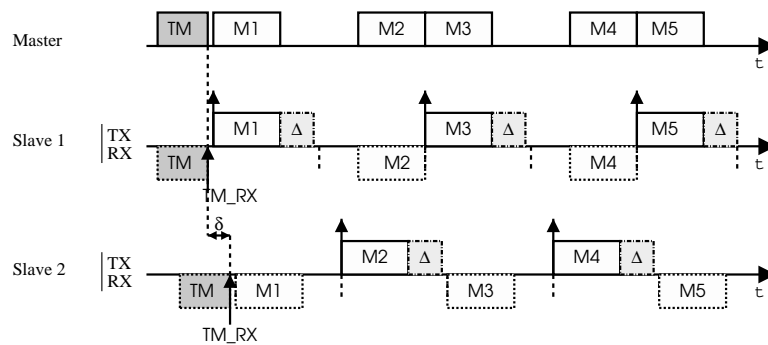 TM M1 M2 M3 M4 M5
Master
t
Slave 1 TX M1 Δ M3 Δ M5 Δ
RX t
TM M2 M4
TM_RX
δ
Slave 2 TX M2 Δ M4 Δ
RX t
TM M1 M3 M5
TM_RX